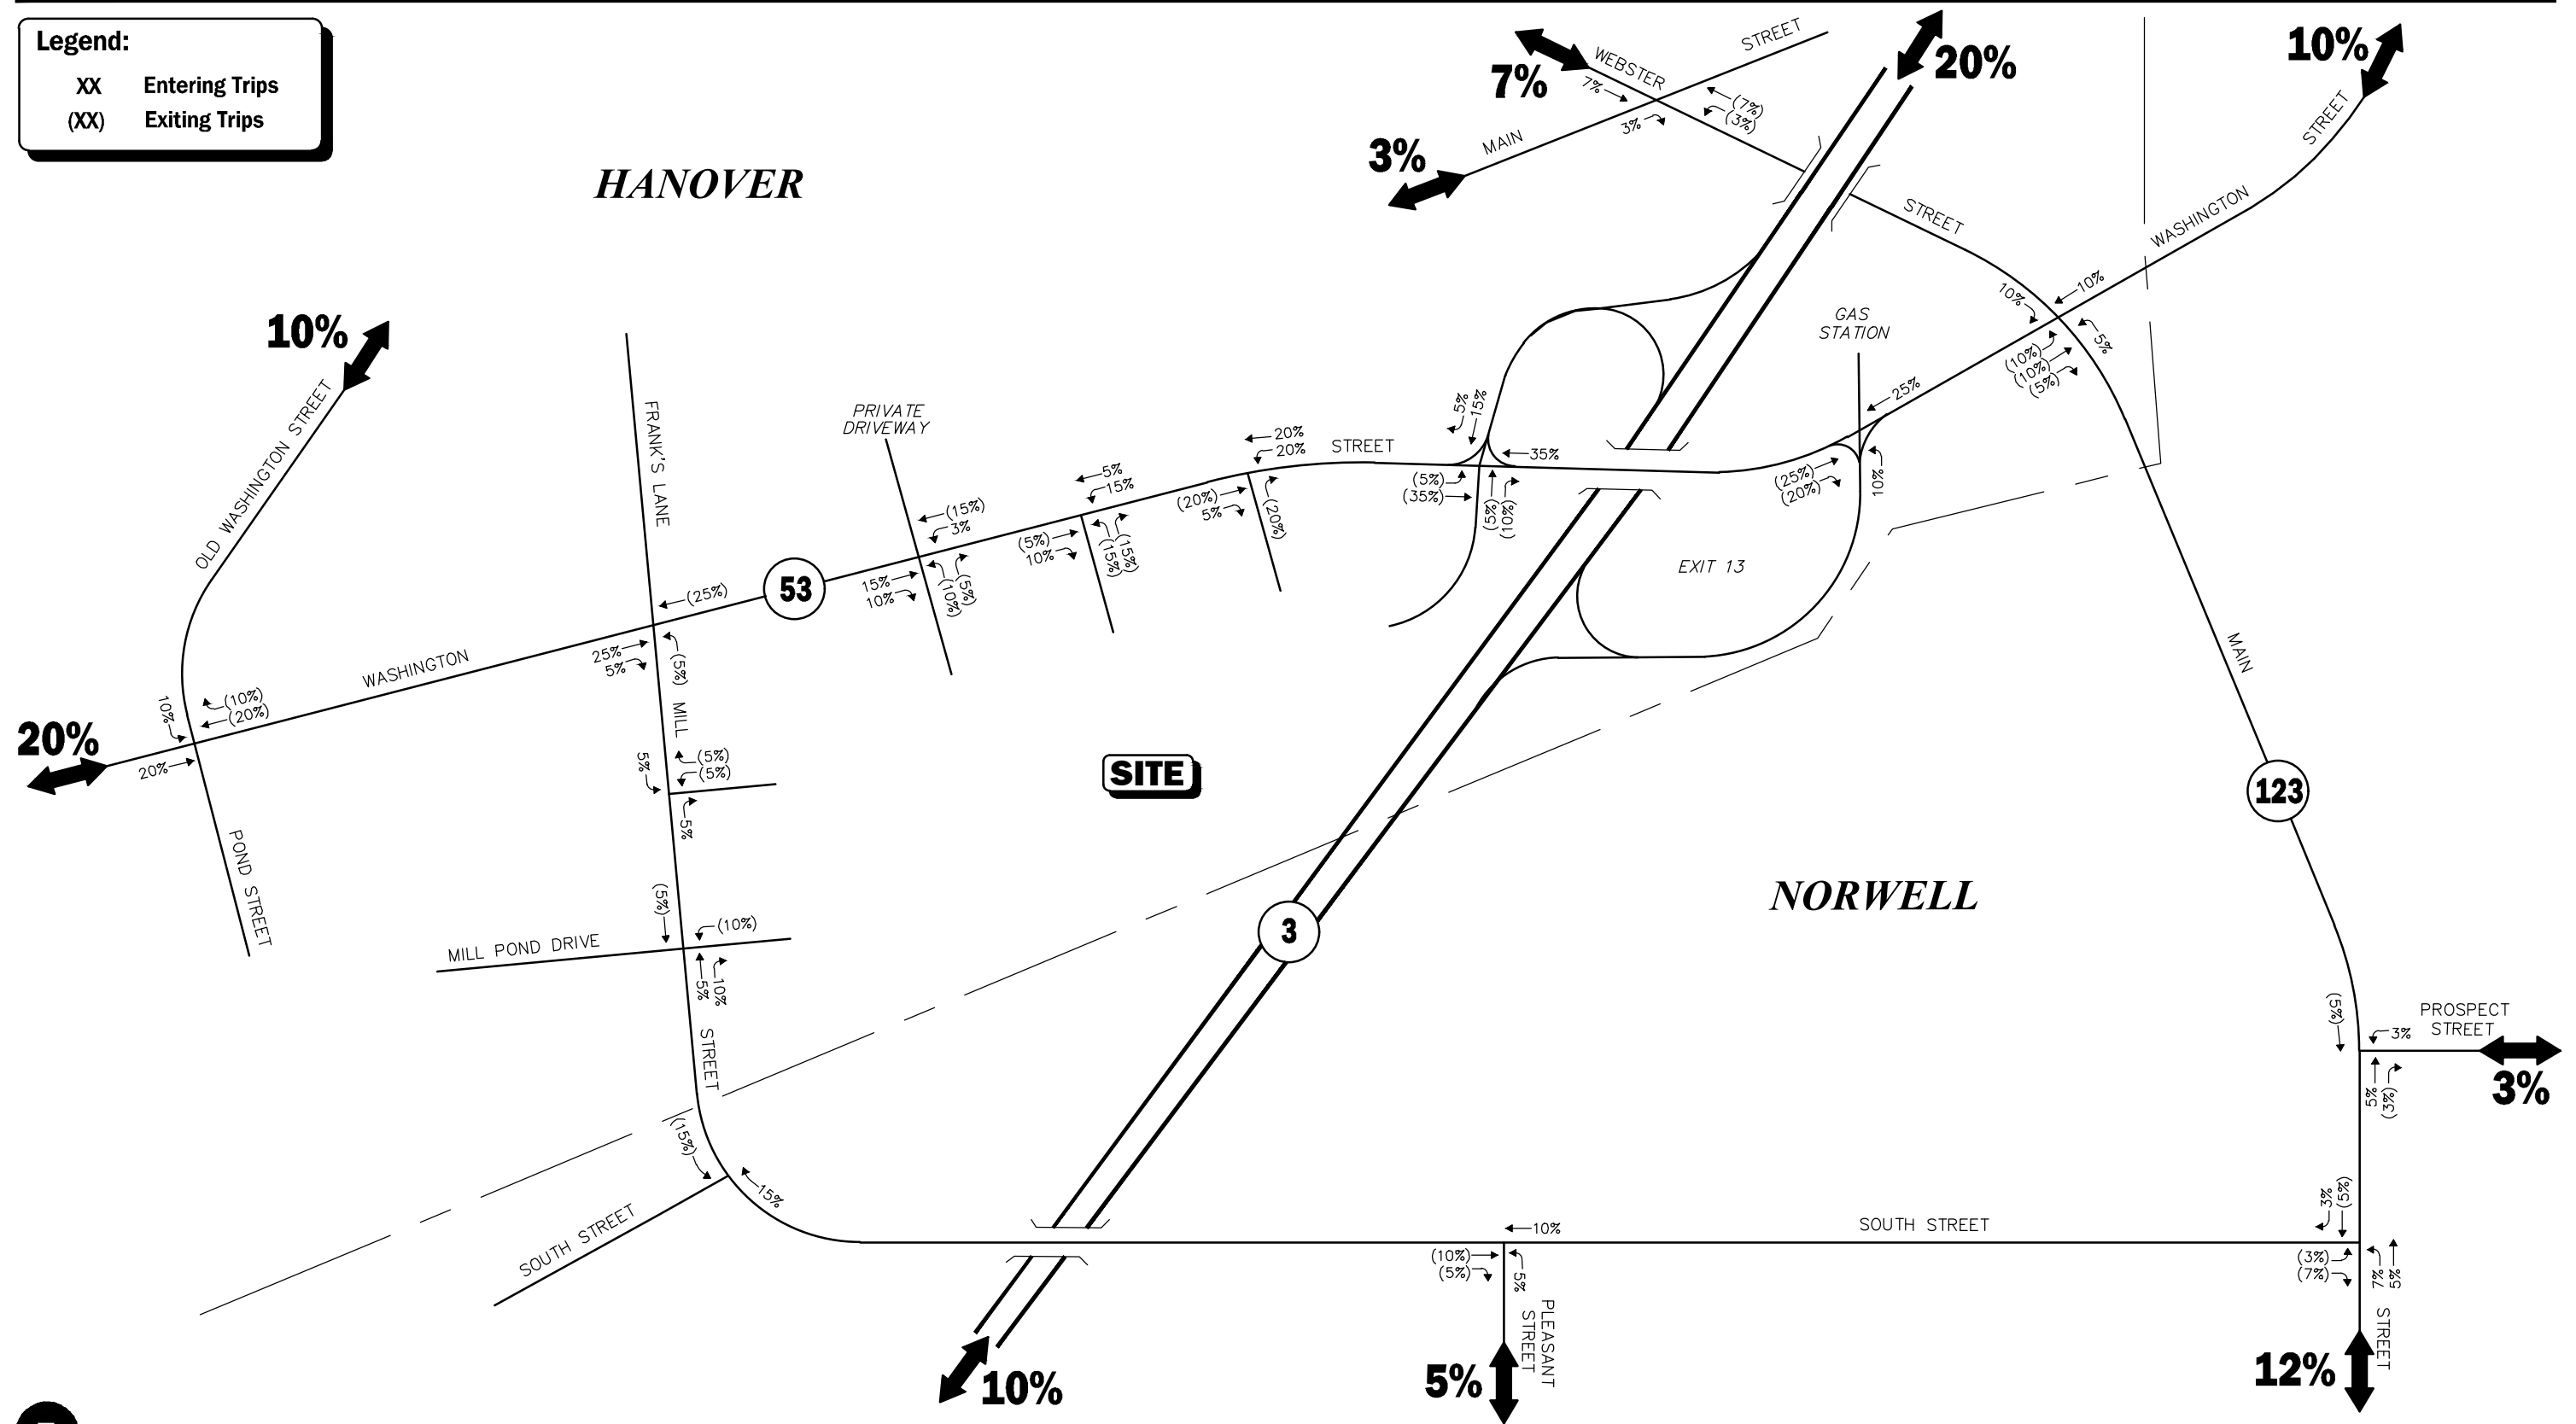 Legend:
XX Entering Trips
(XX) Exiting Trips
HANOVER
7%
WEBSTER
STREET
20%
10%
7%
(7%)
(3%)
3%
MAIN
3%
STREET
WASHINGTON
STREET
10%
10%
5%
(10%)
(10%)
(5%)
GAS
STATION
25%
(25%)
(20%)
10%
10%
OLD WASHINGTON STREET
FRANK'S LANE
PRIVATE
DRIVEWAY
5%
15%
35%
(5%)
(35%)
(5%)
(10%)
STREET
20%
20%
(20%)
5%
(20%)
5%
15%
(5%)
10%
(15%)
(15%)
(15%)
3%
15%
10%
(10%)
(5%)
53
(25%)
25%
5%
(5%)
WASHINGTON
EXIT 13
MAIN
MILL
10%
(10%)
(20%)
20%
20%
5%
(5%)
(5%)
5%
SITE
123
POND STREET
NORWELL
(5%)
(10%)
MILL POND DRIVE
5%
10%
3
STREET
(5%)
3%
PROSPECT
STREET
5%
(3%)
3%
(15%)
15%
SOUTH STREET
10%
SOUTH STREET
3%
(5%)
(10%)
(5%)
5%
(3%)
(7%)
7%
5%
PLEASANT
STREET
STREET
10%
5%
12%